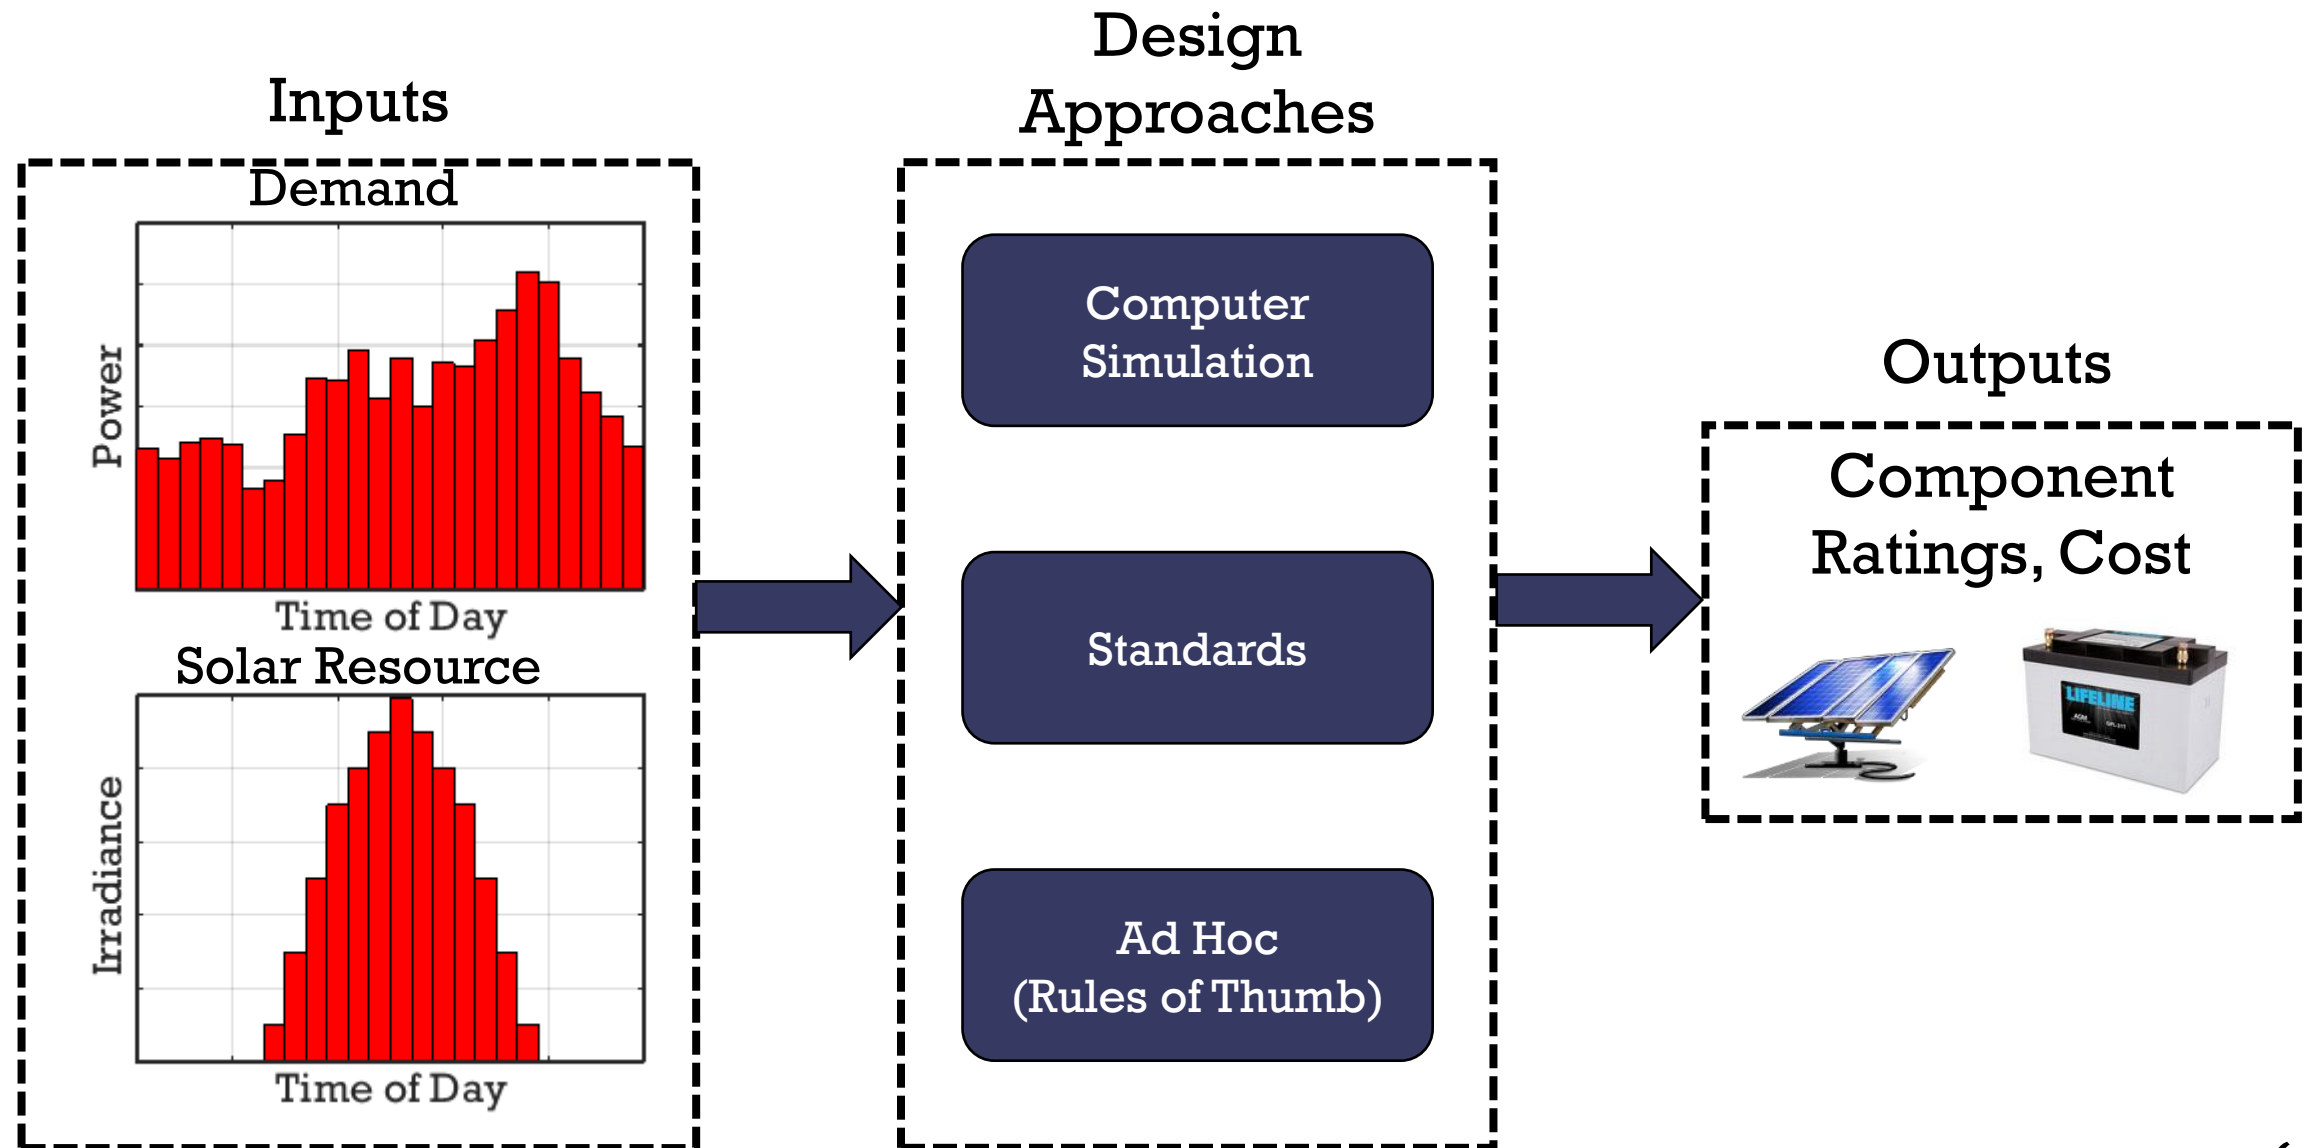 Inputs
Demand
Power
Time of Day
Solar Resource
Irradiance
Time of Day
Design
Approaches
Computer
Simulation
Standards
Ad Hoc
(Rules of Thumb)
Outputs
Component
Ratings, Cost
LIFELINE
AGM